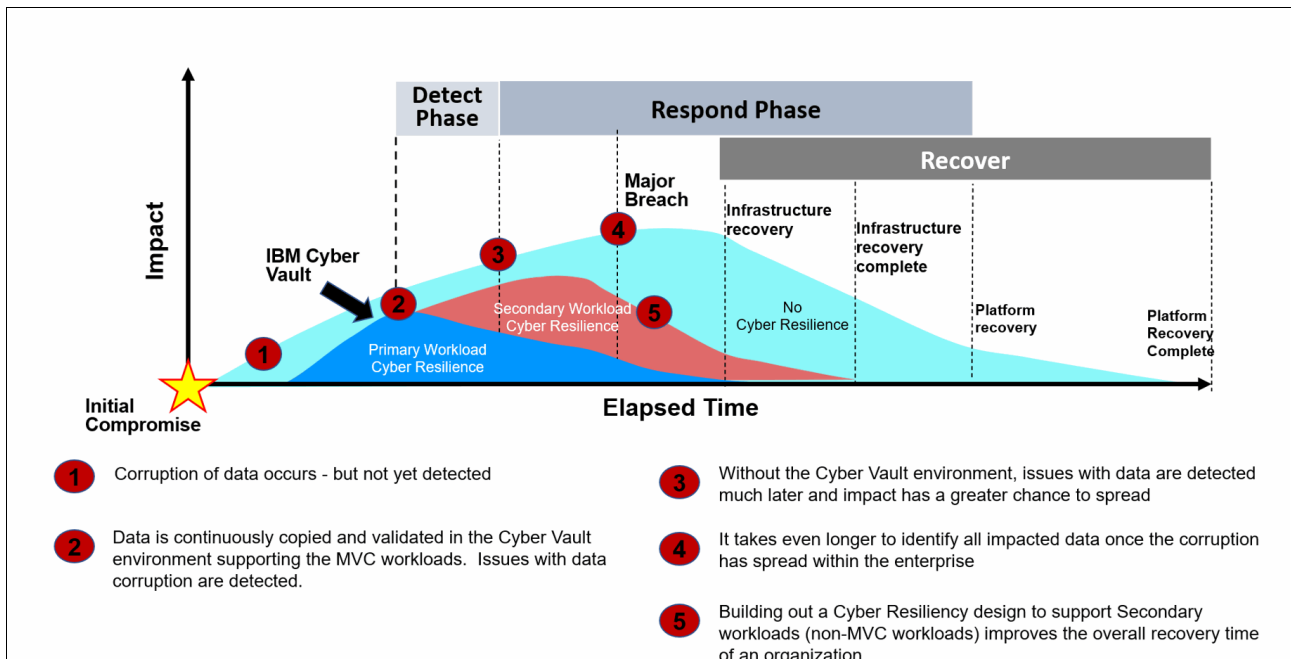 Detect
Phase
Respond Phase
Recover
Major
Breach
Infrastructure
recovery
Infrastructure
recovery
complete
Platform
recovery
Platform
Recovery
Complete
Impact
IBM Cyber
Vault
1
2
3
4
5
Secondary Workload
Cyber Resilience
No
Cyber Resilience
Primary Workload
Cyber Resilience
Initial
Compromise
Elapsed Time
1
Corruption of data occurs - but not yet detected
2
Data is continuously copied and validated in the Cyber Vault
environment supporting the MVC workloads.  Issues with data
corruption are detected.
3
Without the Cyber Vault environment, issues with data are detected
much later and impact has a greater chance to spread
4
It takes even longer to identify all impacted data once the corruption
has spread within the enterprise
5
Building out a Cyber Resiliency design to support Secondary
workloads (non-MVC workloads) improves the overall recovery time
of an organization